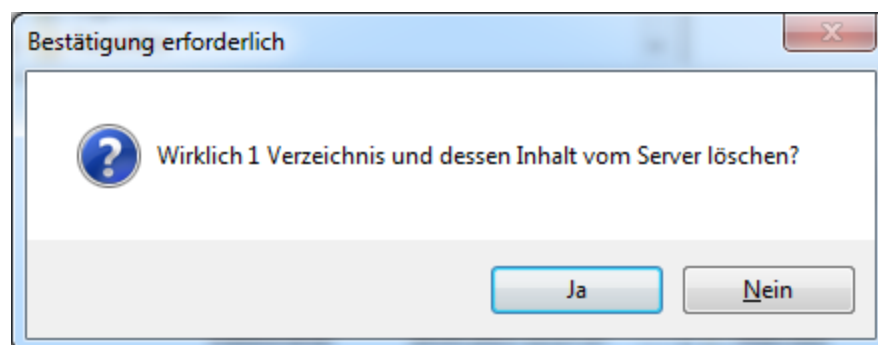 Bestätigung erforderlich
Wirklich 1 Verzeichnis und dessen Inhalt vom Server löschen?
Ja
Nein